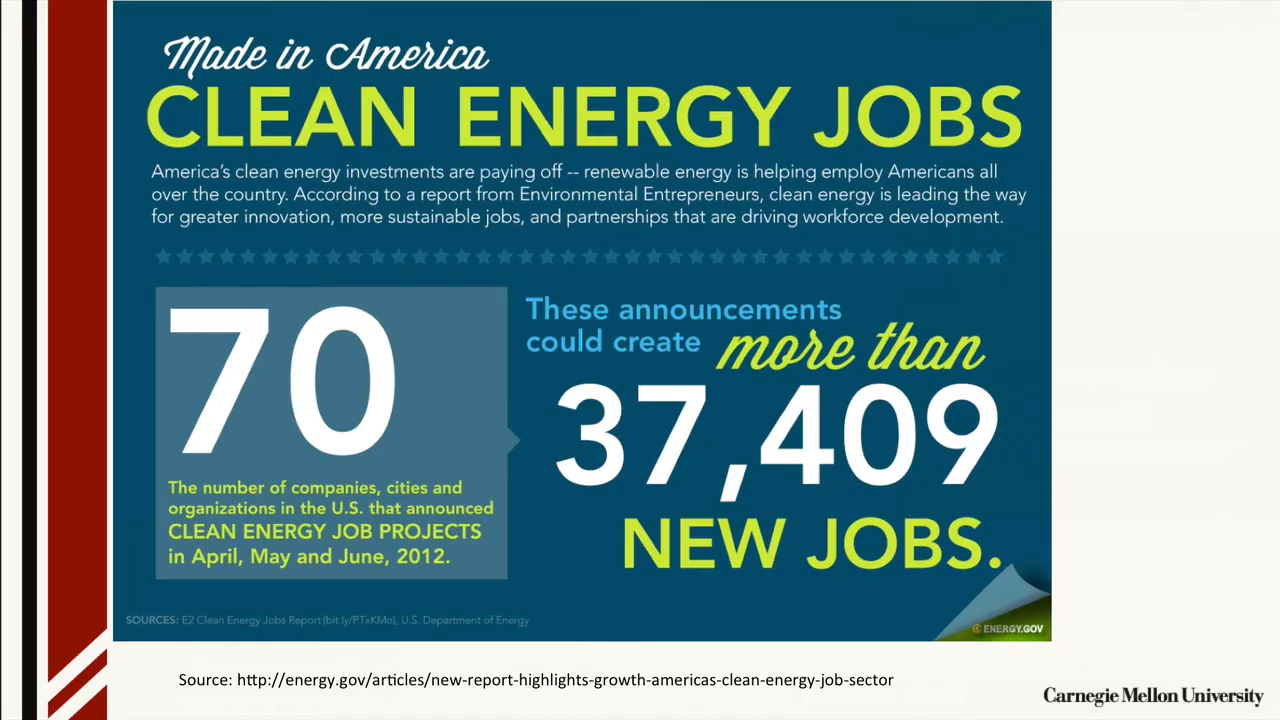 Made in America
CLEAN ENERGY JOBS
America's clean energy investments are paying off -- renewable energy is helping employ Americans all
over the country. According to a report from Environmental Entrepreneurs, clean energy is leading the way
for greater innovation, more sustainable jobs, and partnerships that are driving workforce development.
70
The number of companies, cities and
organizations in the U.S. that announced
CLEAN ENERGY JOB PROJECTS
in April, May and June, 2012.
These announcements
could create more than
37,409
NEW JOBS.
SOURCES: E2 Clean Energy Jobs Report (bit.ly/PTxKMo), U.S. Department of Energy
ENERGY.GOV
Source: http://energy.gov/articles/new-report-highlights-growth-americas-clean-energy-job-sector
Carnegie Mellon University